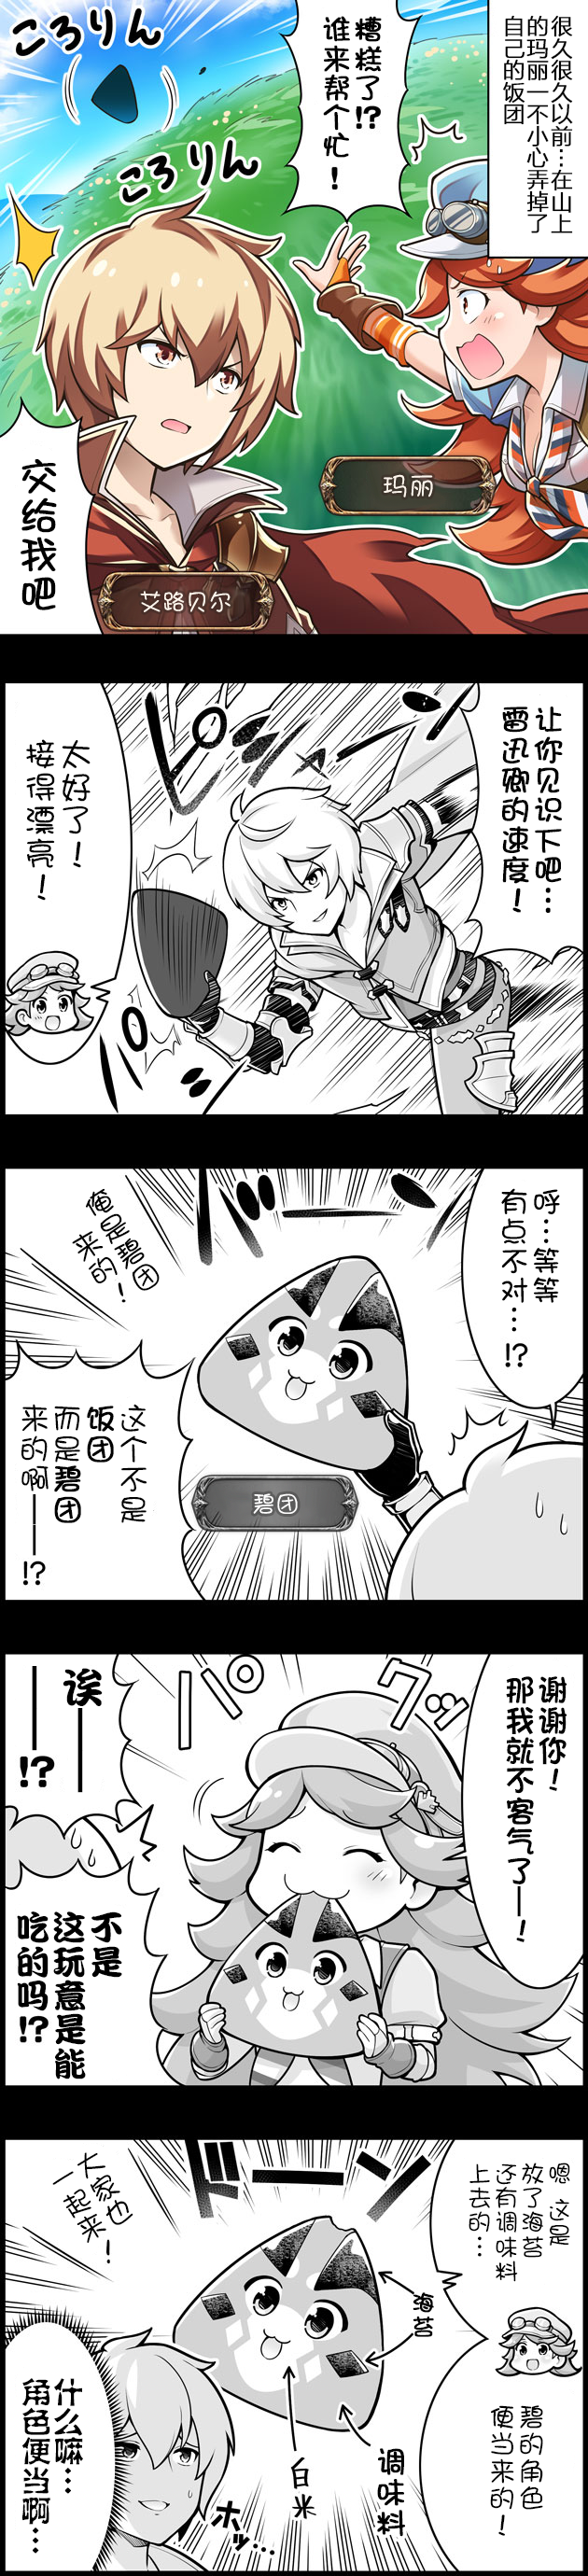 很久很久以前…在山上
的玛丽一不小心弄掉了
自己的饭团
糟糕了!?
谁来帮个忙！
ころりん
ころりん
玛丽
交给我吧
艾路贝尔
让你见识下吧…
雷迅卿的速度！
太好了！
接得漂亮！
呼…等等
有点不对…!?
俺是碧团
来的！
碧团
这个不是
饭团
而是碧团
来的啊——!?
谢谢你！
那我就不客气了—！
パクッ
诶——
——!?
不是
这玩意是能
吃的吗!?
嗯 这是
放了海苔
还有调味料
上去的…
ドーン
大家也
一起来！
海苔
调味料
白米
碧的角色
便当来的！
什么嘛…
角色便当啊…
ホッ…